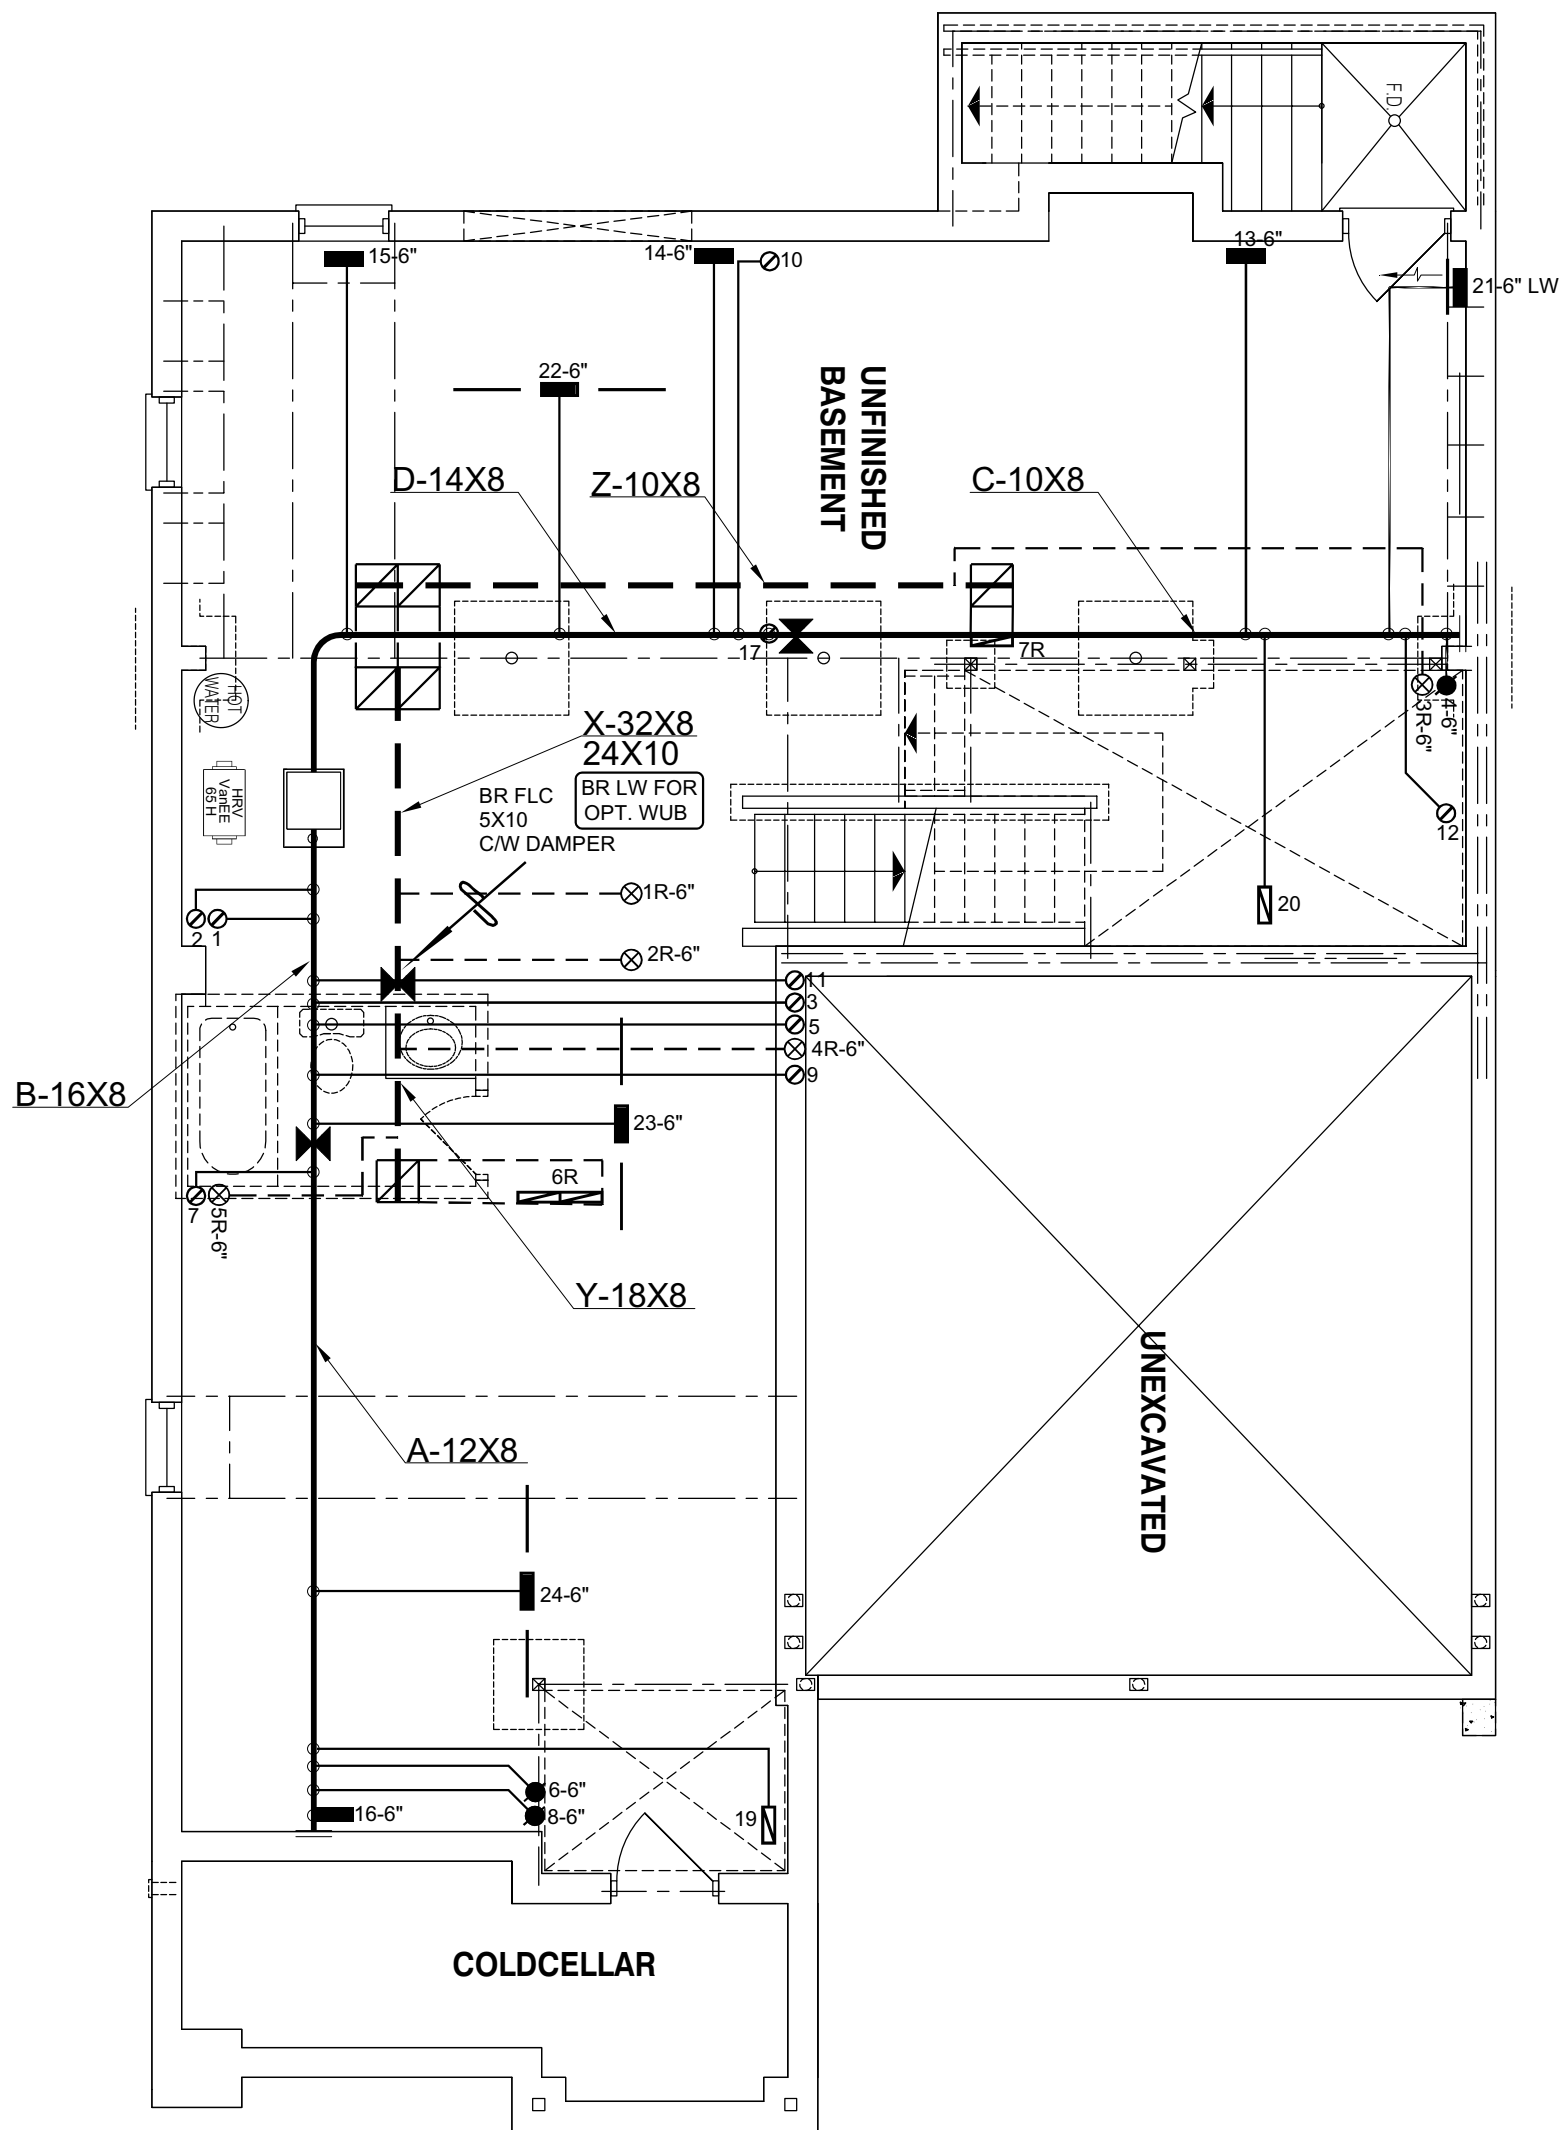 F.D.
15-6"
14-6"
10
13-6"
21-6" LW
22-6"
UNFINISHED
BASEMENT
D-14X8
Z-10X8
C-10X8
17
7R
3R-6"
4-6"
HOT
WATER
X-32X8
24X10
BR LW FOR
OPT. WUB
BR FLC
5X10
C/W DAMPER
HRV
VanEE
65H
12
1R-6"
20
2
1
2R-6"
11
3
5
4R-6"
9
B-16X8
23-6"
6R
7
5R-6"
Y-18X8
UNEXCAVATED
A-12X8
24-6"
6-6"
8-6"
16-6"
19
COLDCELLAR